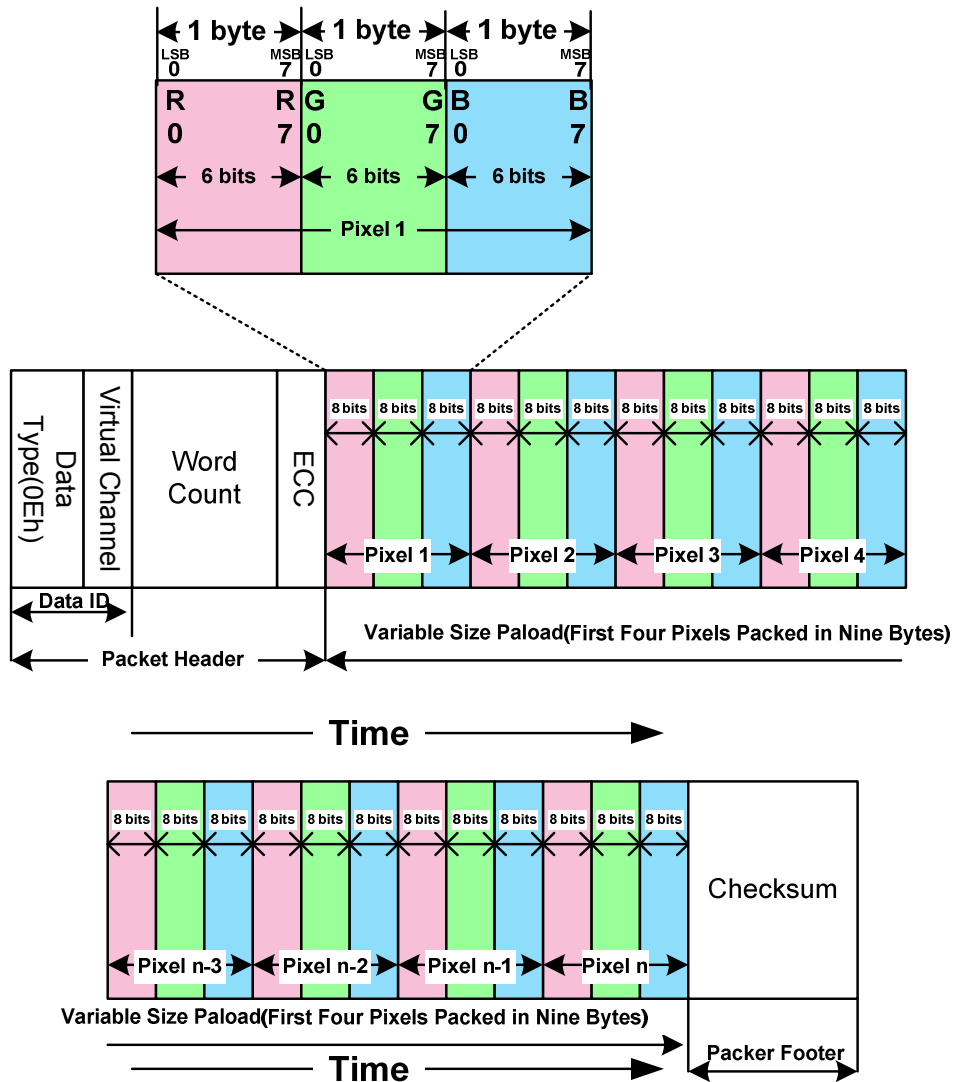 1 byte 1 byte 1 byte
LSB MSB LSB MSB LSB MSB
0 7 0 7 0 7
R R G G B B
0 7 0 7 0 7
6 bits 6 bits 6 bits
Pixel 1
Data Type(0Eh)
Virtual Channel
Word
Count
ECC
8 bits 8 bits 8 bits 8 bits 8 bits 8 bits 8 bits 8 bits 8 bits 8 bits 8 bits 8 bits
Pixel 1 Pixel 2 Pixel 3 Pixel 4
Data ID
Variable Size Paload(First Four Pixels Packed in Nine Bytes)
Packet Header
Time
8 bits 8 bits 8 bits 8 bits 8 bits 8 bits 8 bits 8 bits 8 bits 8 bits 8 bits 8 bits
Checksum
Pixel n-3 Pixel n-2 Pixel n-1 Pixel n
Variable Size Paload(First Four Pixels Packed in Nine Bytes)
Packer Footer
Time